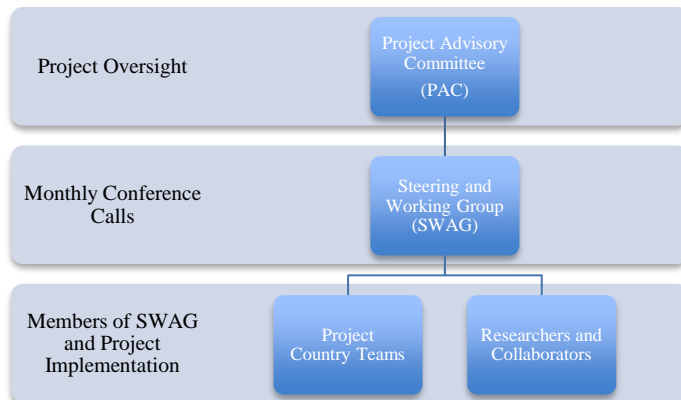 Project Oversight
Project Advisory
Committee
(PAC)
Monthly Conference
Calls
Steering and
Working Group
(SWAG)
Members of SWAG
and Project
Implementation
Project
Country Teams
Researchers and
Collaborators